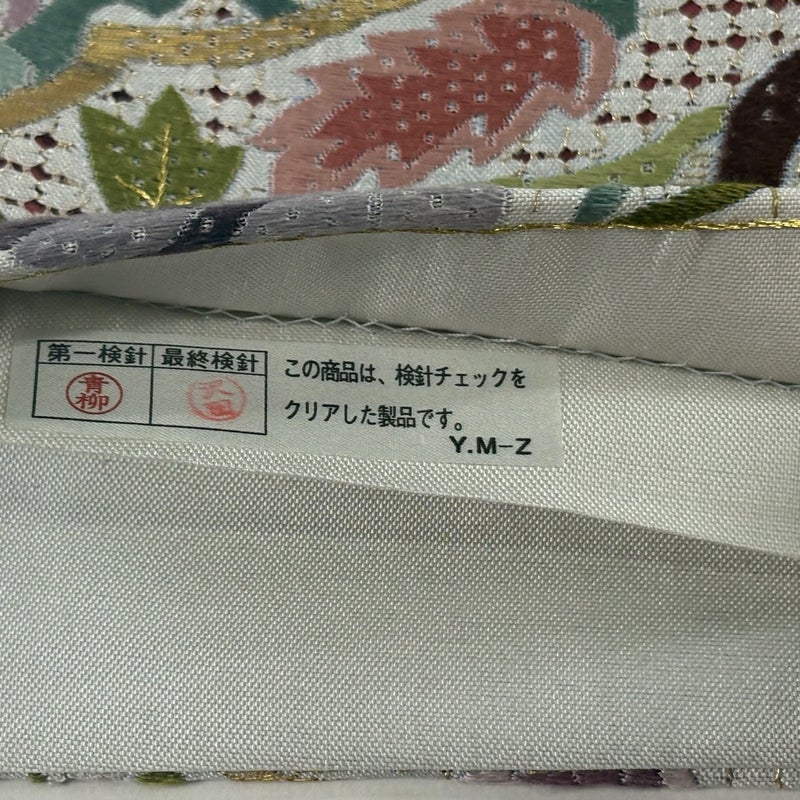 第一検針 最終検針
青柳
この商品は、検針チェックを
クリアした製品です。
Y.M-Z